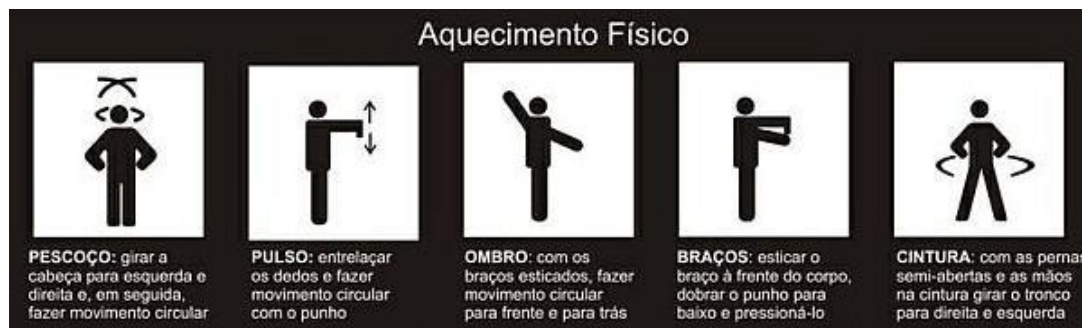 Aquecimento Físico
PESCOÇO: girar a
cabeça para esquerda e
direita e, em seguida,
fazer movimento circular
PULSO: entrelaçar
os dedos e fazer
movimento circular
com o punho
OMBRO: com os
braços esticados, fazer
movimento circular
para frente e para trás
BRAÇOS: esticar o
braço à frente do corpo,
dobrar o punho para
baixo e pressioná-lo
CINTURA: com as pernas
semi-abertas e as mãos
na cintura girar o tronco
para direita e esquerda